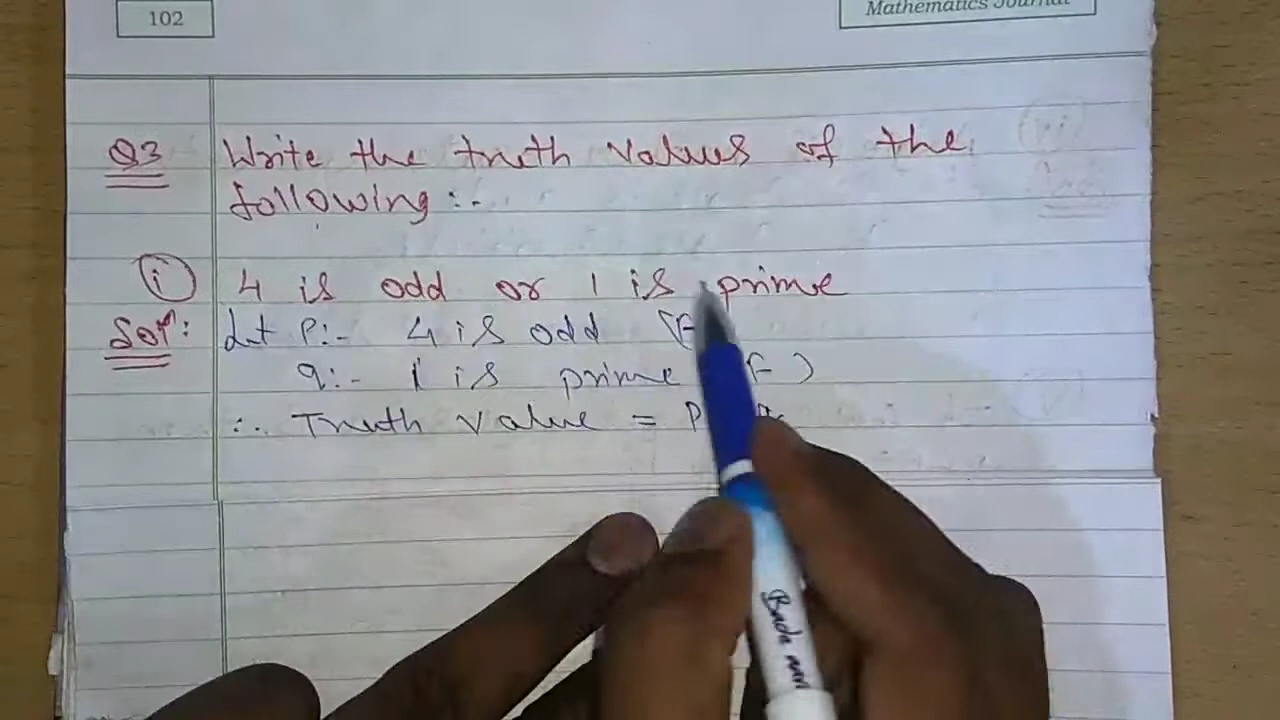 102
Mathematics Journal
Q3 Write the truth values of the
following :-
(i) 4 is odd or 1 is prime
Solⁿ: Let P:- 4 is odd (F
q:- 1 is prime (F)
∴ Truth value = P
Bada